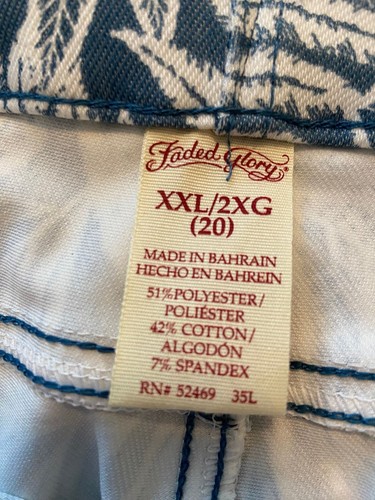 Faded Glory®
XXL/2XG
(20)
MADE IN BAHRAIN
HECHO EN BAHREIN
51%POLYESTER/
POLIÉSTER
42% COTTON/
ALGODÓN
7% SPANDEX
RN# 52469 35L